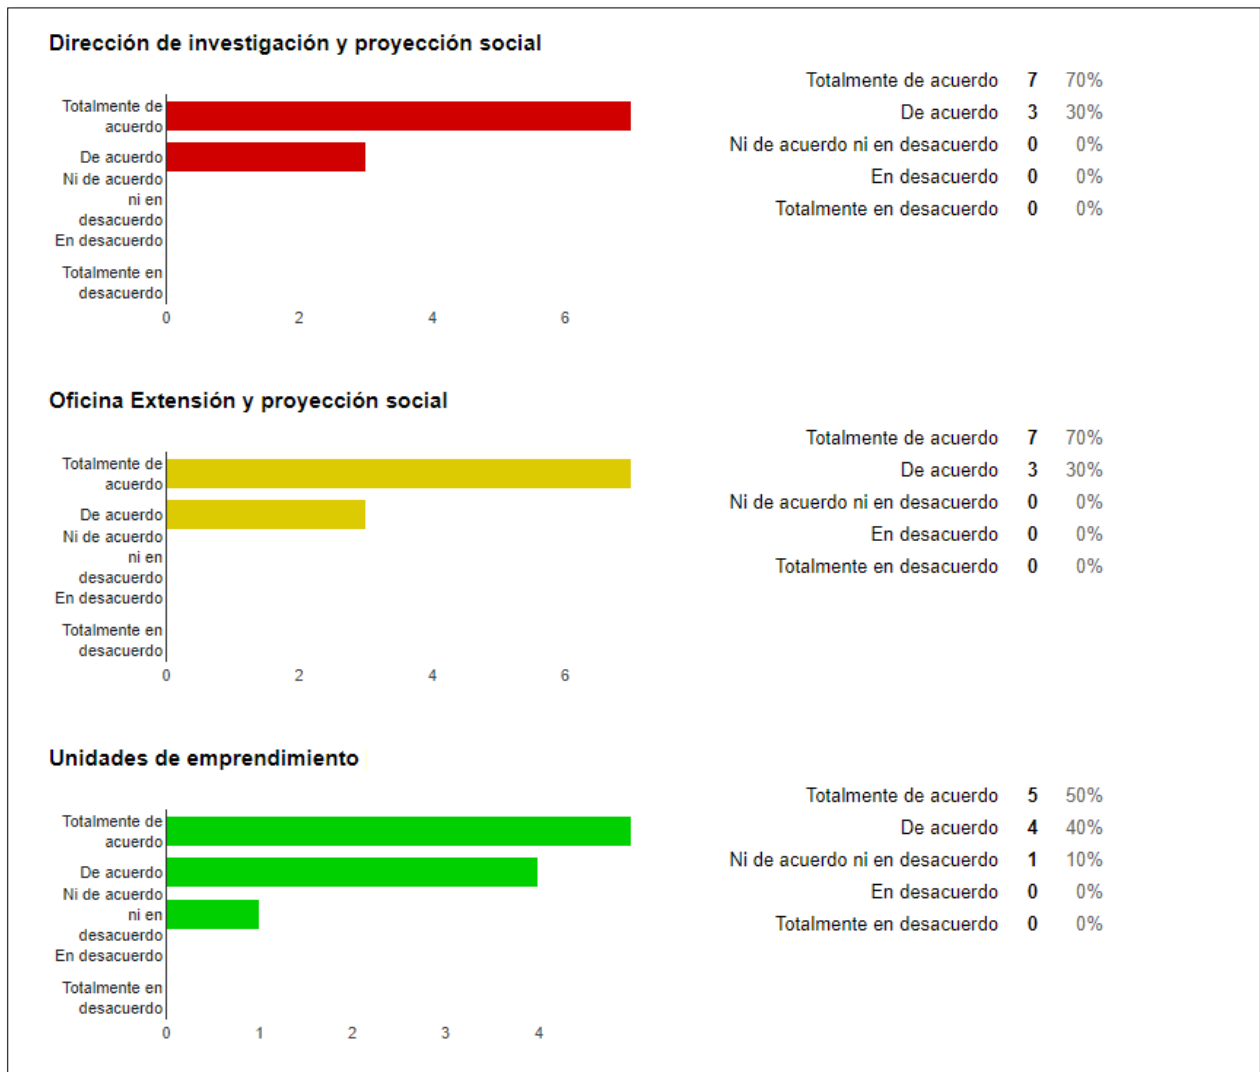 Dirección de investigación y proyección social
Totalmente de
acuerdo
De acuerdo
Ni de acuerdo
ni en
desacuerdo
En desacuerdo
Totalmente en
desacuerdo
0 2 4 6
Totalmente de acuerdo 7 70%
De acuerdo 3 30%
Ni de acuerdo ni en desacuerdo 0 0%
En desacuerdo 0 0%
Totalmente en desacuerdo 0 0%
Oficina Extensión y proyección social
Totalmente de
acuerdo
De acuerdo
Ni de acuerdo
ni en
desacuerdo
En desacuerdo
Totalmente en
desacuerdo
0 2 4 6
Totalmente de acuerdo 7 70%
De acuerdo 3 30%
Ni de acuerdo ni en desacuerdo 0 0%
En desacuerdo 0 0%
Totalmente en desacuerdo 0 0%
Unidades de emprendimiento
Totalmente de
acuerdo
De acuerdo
Ni de acuerdo
ni en
desacuerdo
En desacuerdo
Totalmente en
desacuerdo
0 1 2 3 4
Totalmente de acuerdo 5 50%
De acuerdo 4 40%
Ni de acuerdo ni en desacuerdo 1 10%
En desacuerdo 0 0%
Totalmente en desacuerdo 0 0%